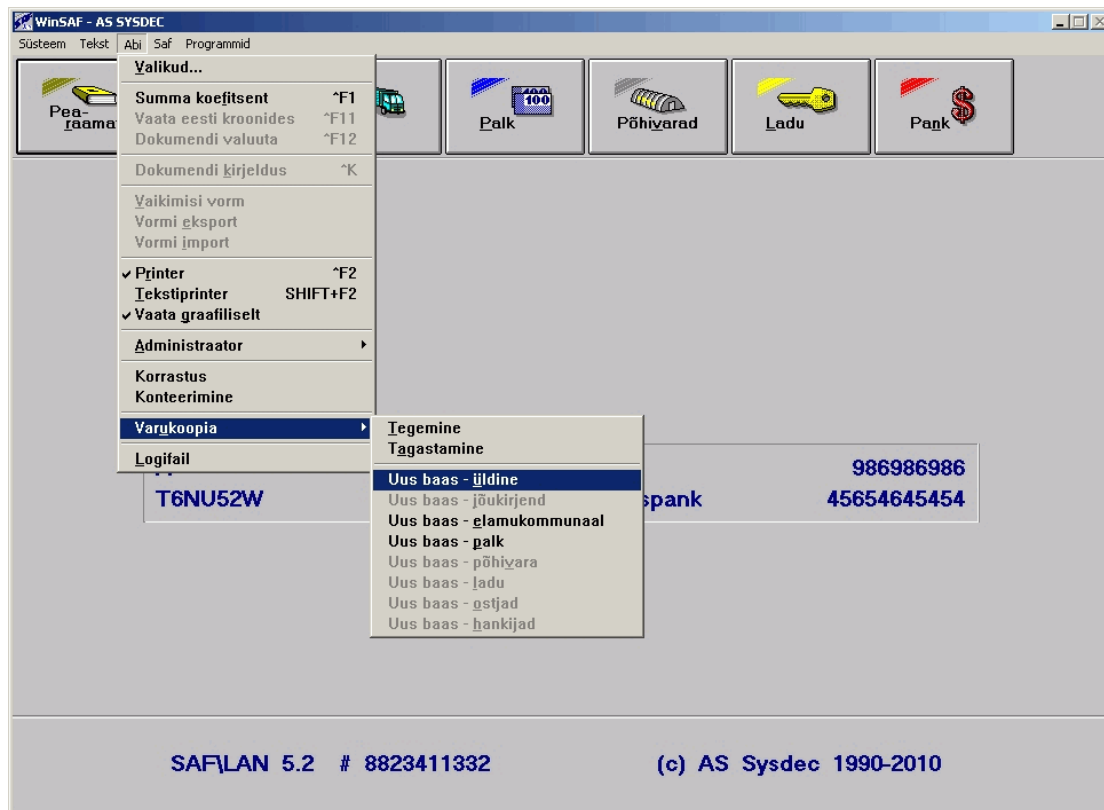 WinSAF - AS SYSDEC
Süsteem Tekst Abi Saf Programmid
Pea-
raama
Palk
100
Põhivarad
Ladu
Pank
Valikud...
Summa koefitsent ^F1
Vaata eesti kroonides ^F11
Dokumendi valuuta ^F12
Dokumendi kirjeldus ^K
Vaikimisi vorm
Vormi eksport
Vormi import
Printer ^F2
Tekstiprinter SHIFT+F2
Vaata graafiliselt
Administraator
Korrastus
Konteerimine
Varukoopia
Logifail
Tegemine
Tagastamine
Uus baas - üldine
Uus baas - jõukirjend
Uus baas - elamukommunaal
Uus baas - palk
Uus baas - põhivara
Uus baas - ladu
Uus baas - ostjad
Uus baas - hankijad
986986986
T6NU52W spank 45654645454
SAF\LAN 5.2 # 8823411332 (c) AS Sysdec 1990-2010